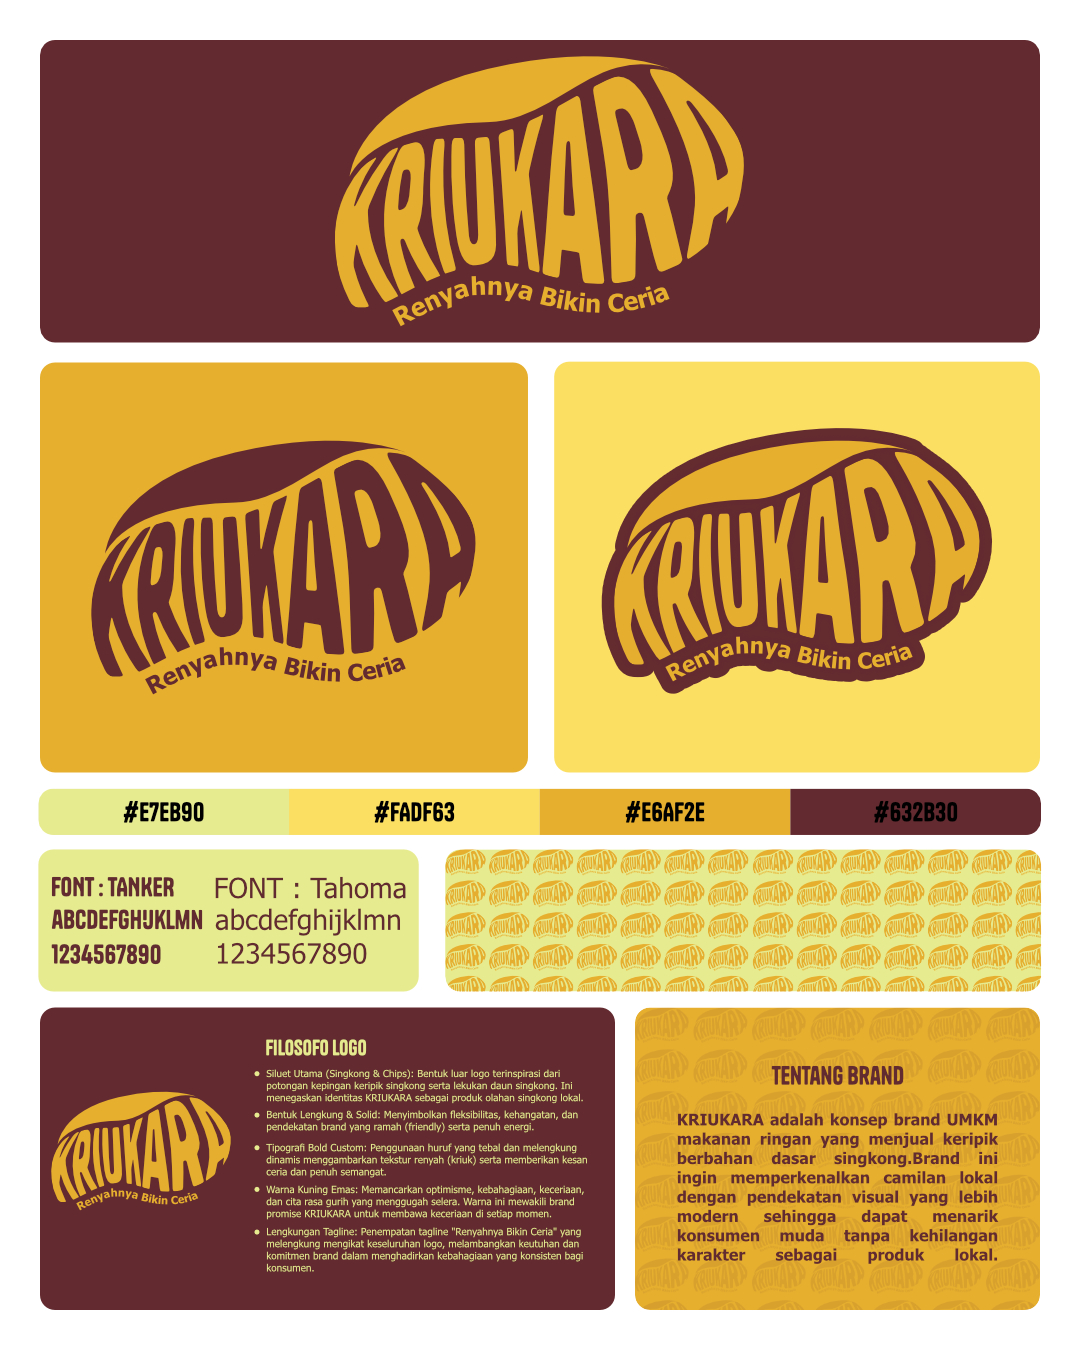 KRIUKARA
Renyahnya Bikin Ceria
KRIUKARA
Renyahnya Bikin Ceria
KRIUKARA
Renyahnya Bikin Ceria
#E7EB90
#FADF63
#E6AF2E
#632B30
FONT : TANKER
ABCDEFGHIJKLMN
1234567890
FONT : Tahoma
abcdefghijklmn
1234567890
KRIUKARA
Renyahnya Bikin Ceria
FILOSOFO LOGO
Siluet Utama (Singkong & Chips): Bentuk luar logo terinspirasi dari
potongan kepingan keripik singkong serta lekukan daun singkong. Ini
menegaskan identitas KRIUKARA sebagai produk olahan singkong lokal.
Bentuk Lengkung & Solid: Menyimbolkan fleksibilitas, kehangatan, dan
pendekatan brand yang ramah (friendly) serta penuh energi.
Tipografi Bold Custom: Penggunaan huruf yang tebal dan melengkung
dinamis menggambarkan tekstur renyah (kriuk) serta memberikan kesan
ceria dan penuh semangat.
Warna Kuning Emas: Memancarkan optimisme, kebahagiaan, keceriaan,
dan cita rasa gurih yang menggugah selera. Warna ini mewakili brand
promise KRIUKARA untuk membawa keceriaan di setiap momen.
Lengkungan Tagline: Penempatan tagline "Renyahnya Bikin Ceria" yang
melengkung mengikat keseluruhan logo, melambangkan keutuhan dan
komitmen brand dalam menghadirkan kebahagiaan yang konsisten bagi
konsumen.
TENTANG BRAND
KRIUKARA adalah konsep brand UMKM
makanan ringan yang menjual keripik
berbahan dasar singkong.Brand ini
ingin memperkenalkan camilan lokal
dengan pendekatan visual yang lebih
modern sehingga dapat menarik
konsumen muda tanpa kehilangan
karakter sebagai produk lokal.